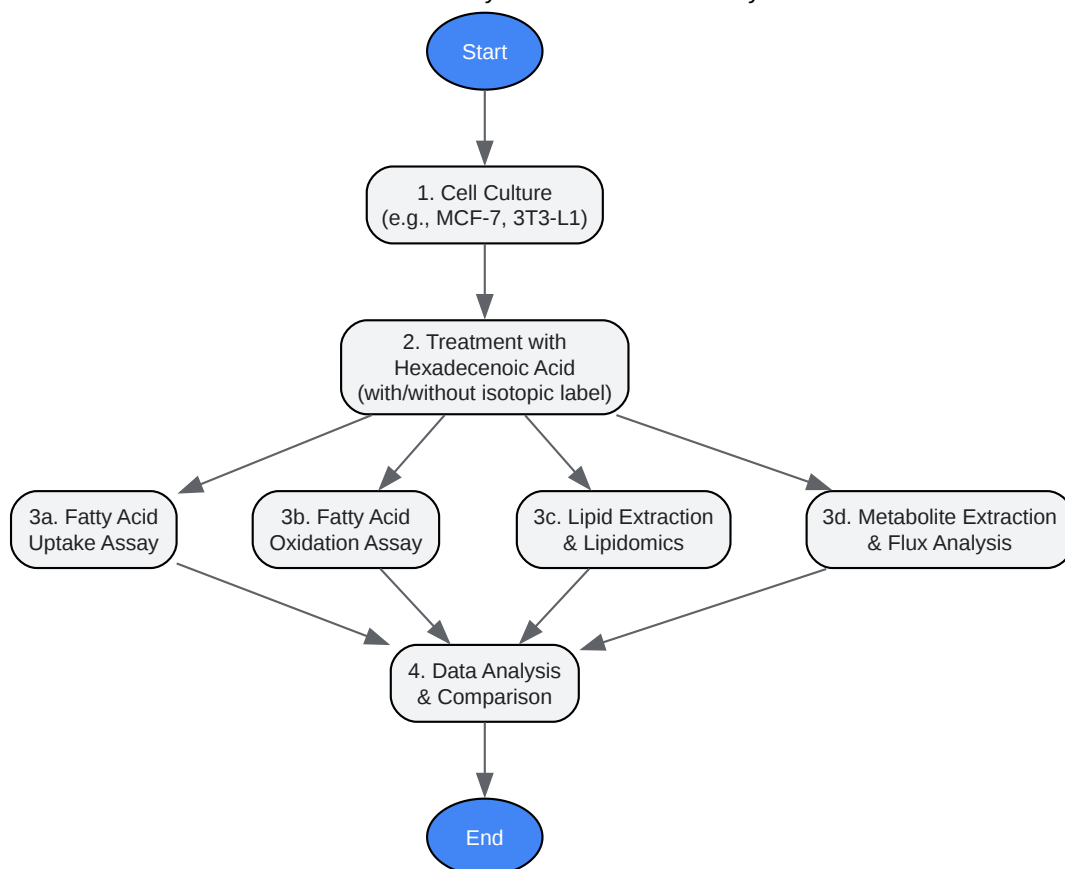 Start
1. Cell Culture
(e.g., MCF-7, 3T3-L1)
2. Treatment with
Hexadecenoic Acid
(with/without isotopic label)
3a. Fatty Acid
Uptake Assay
3b. Fatty Acid
Oxidation Assay
3c. Lipid Extraction
& Lipidomics
3d. Metabolite Extraction
& Flux Analysis
4. Data Analysis
& Comparison
End